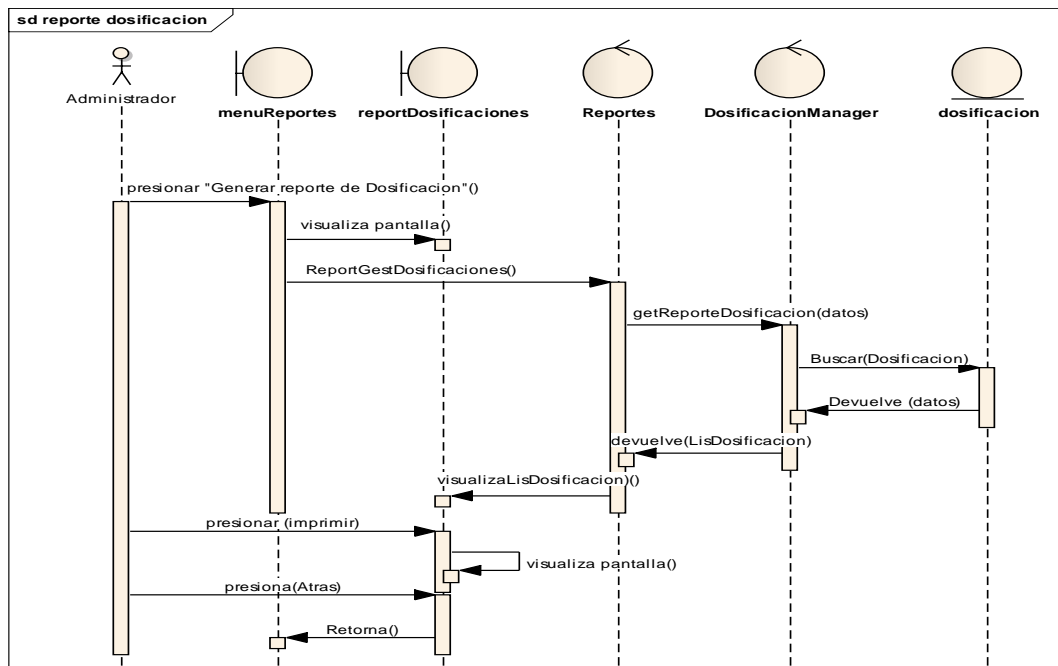 sd reporte dosificacion
Administrador
menuReportes
reportDosificaciones
Reportes
DosificacionManager
dosificacion
presionar "Generar reporte de Dosificacion"()
visualiza pantalla()
ReportGestDosificaciones()
getReporteDosificacion(datos)
Buscar(Dosificacion)
Devuelve (datos)
devuelve(LisDosificacion)
visualizaLisDosificacion)()
presionar (imprimir)
visualiza pantalla()
presiona(Atras)
Retorna()